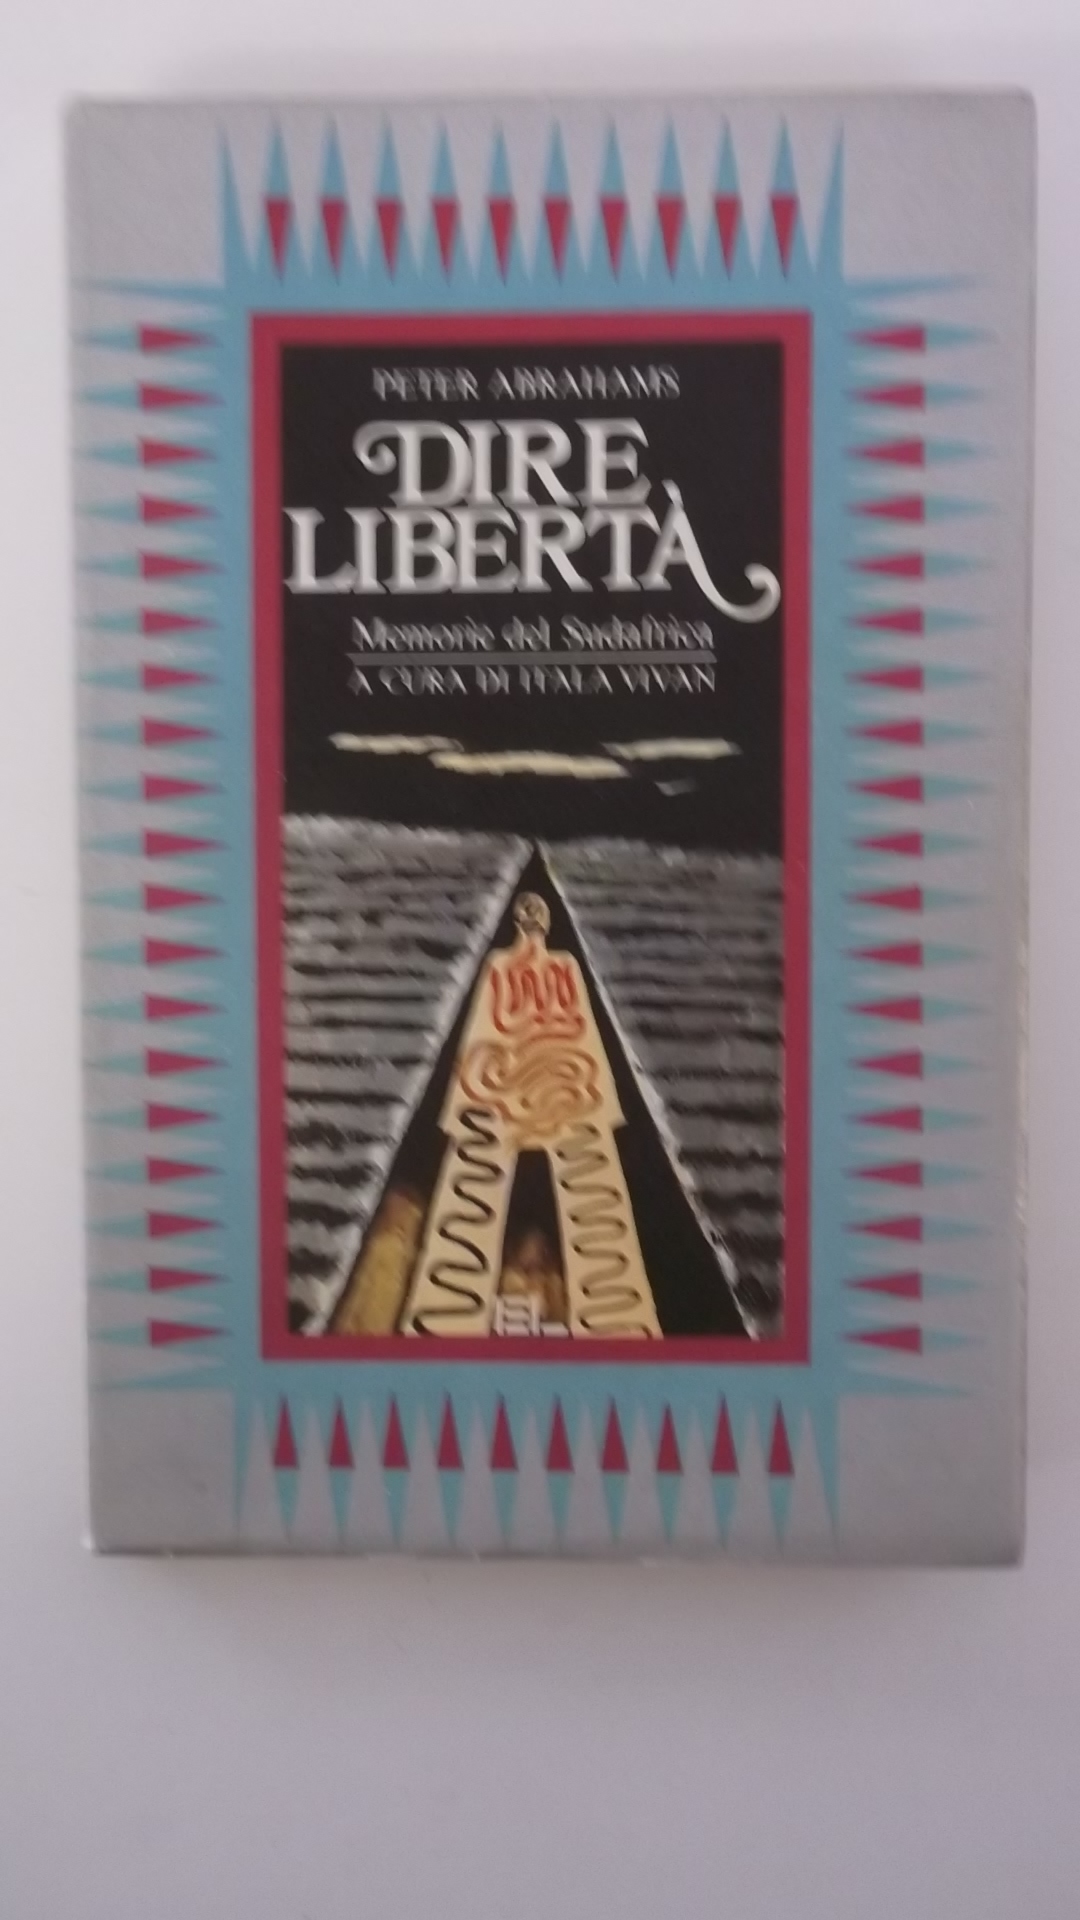 PETER ABRAHAMS
DIRE
LIBERTÀ
Memorie del Sudafrica
A CURA DI ITALA VIVAN